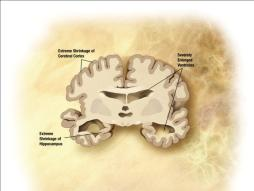 Extreme Shrinkage of
Cerebral Cortex
Severely
Enlarged
Ventricles
Extreme
Shrinkage of
Hippocampus